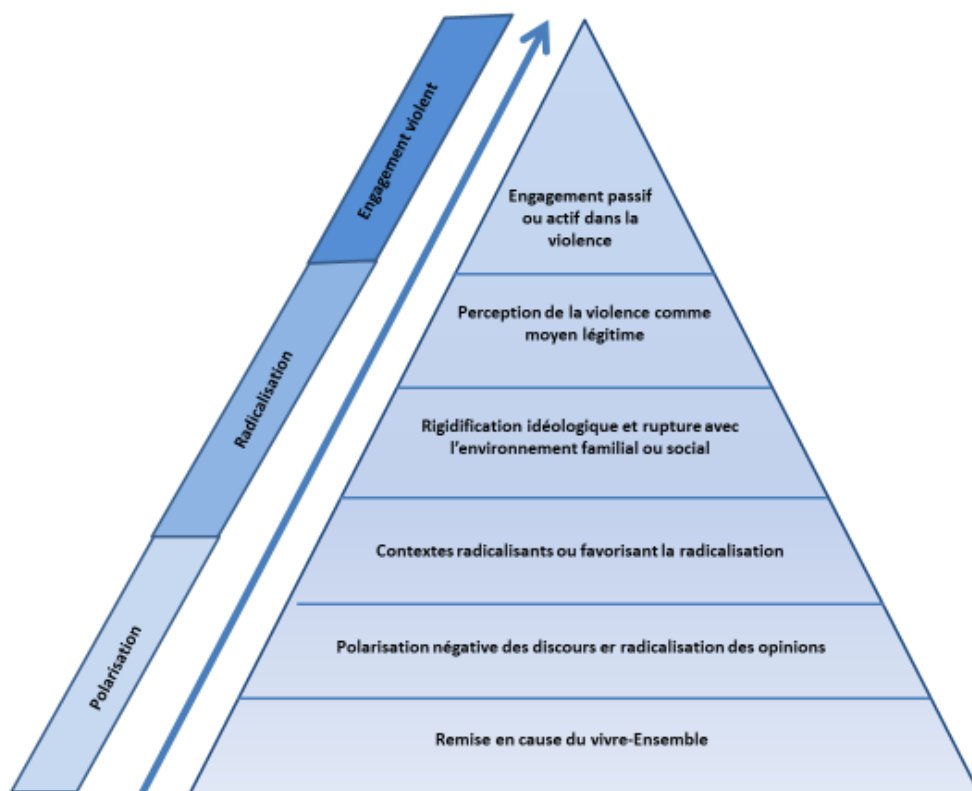 Engagement violent
Radicalisation
Polarisation
Engagement passif
ou actif dans la
violence
Perception de la violence comme
moyen légitime
Rigidification idéologique et rupture avec
l'environnement familial ou social
Contextes radicalisants ou favorisant la radicalisation
Polarisation négative des discours er radicalisation des opinions
Remise en cause du vivre-Ensemble